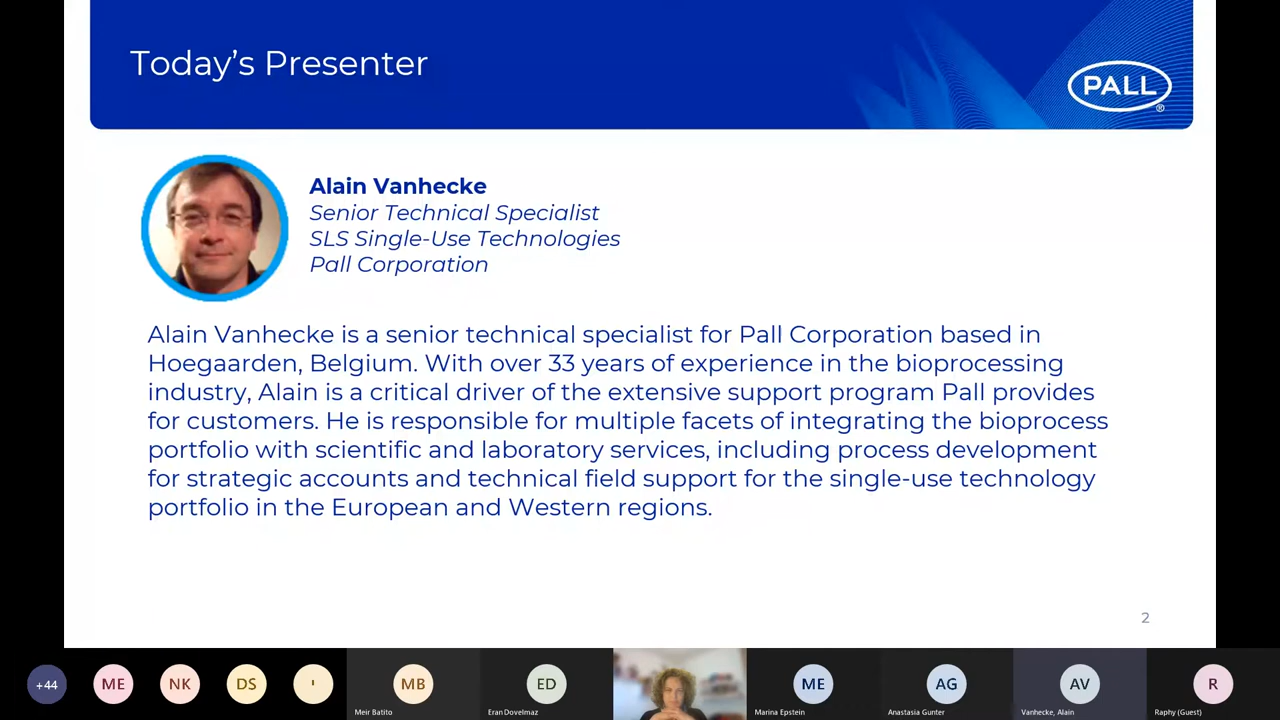 Today's Presenter
PALL
®
Alain Vanhecke
Senior Technical Specialist
SLS Single-Use Technologies
Pall Corporation
Alain Vanhecke is a senior technical specialist for Pall Corporation based in
Hoegaarden, Belgium. With over 33 years of experience in the bioprocessing
industry, Alain is a critical driver of the extensive support program Pall provides
for customers. He is responsible for multiple facets of integrating the bioprocess
portfolio with scientific and laboratory services, including process development
for strategic accounts and technical field support for the single-use technology
portfolio in the European and Western regions.
2
+44
ME
NK
DS
'
MB
Meir Batito
ED
Eran Dovelmaz
ME
Marina Epstein
AG
Anastasia Gunter
AV
Vanhecke, Alain
R
Raphy (Guest)